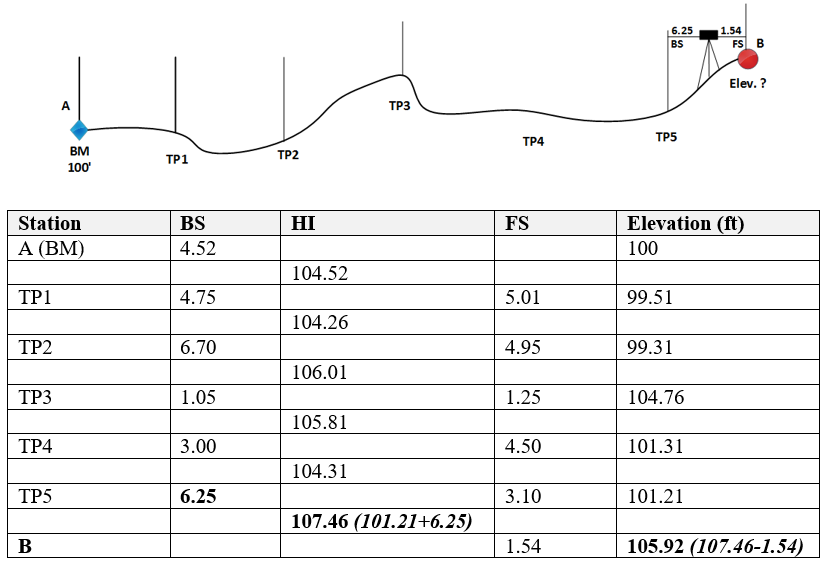 6.25 1.54
BS FS B
Elev. ?
A
TP3
BM
100'
TP1
TP2
TP4
TP5
Station BS HI FS Elevation (ft)
A (BM) 4.52 100
104.52
TP1 4.75 5.01 99.51
104.26
TP2 6.70 4.95 99.31
106.01
TP3 1.05 1.25 104.76
105.81
TP4 3.00 4.50 101.31
104.31
TP5 6.25 3.10 101.21
107.46 (101.21+6.25)
B 1.54 105.92 (107.46-1.54)